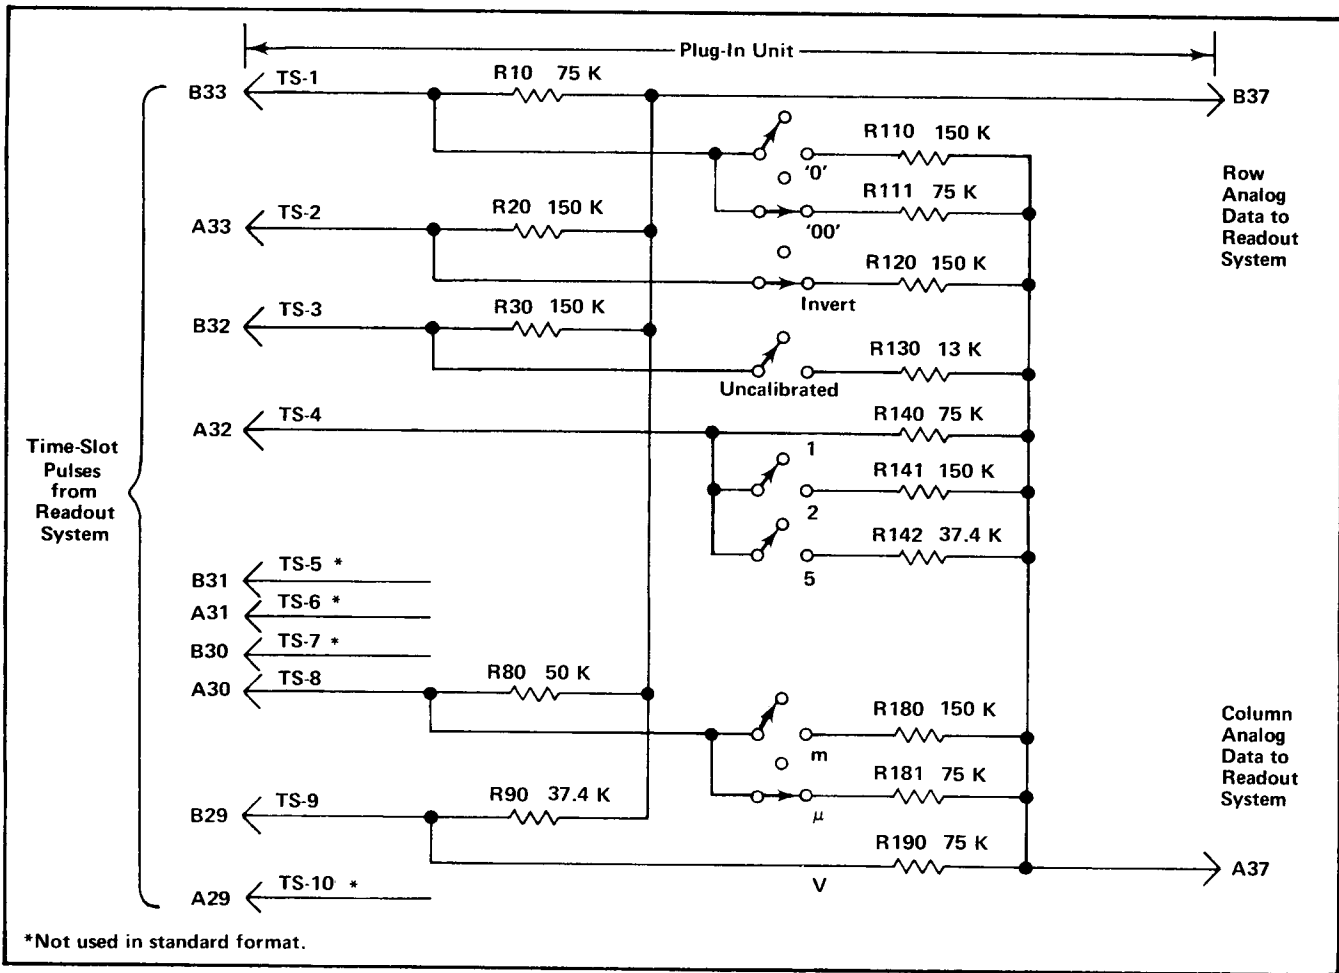 Plug-In Unit
B33 TS-1 R10 75 K B37
R110 150 K
'0'
Row
Analog
Data to
Readout
System
R111 75 K
'00'
A33 TS-2 R20 150 K
R120 150 K
Invert
B32 TS-3 R30 150 K
R130 13 K
Uncalibrated
A32 TS-4 R140 75 K
1
R141 150 K
2
R142 37.4 K
5
Time-Slot
Pulses
from
Readout
System
B31 TS-5 *
A31 TS-6 *
B30 TS-7 *
A30 TS-8 R80 50 K
R180 150 K
m
Column
Analog
Data to
Readout
System
R181 75 K
μ
B29 TS-9 R90 37.4 K
R190 75 K
V
A37
A29 TS-10 *
*Not used in standard format.